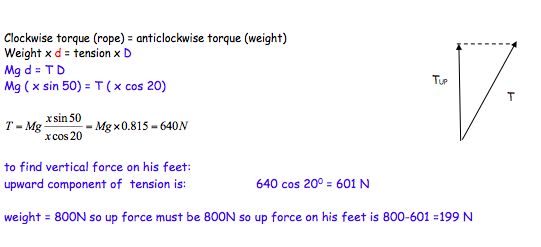 Clockwise torque (rope) = anticlockwise torque (weight)
Weight x d = tension x D
Mg d = T D
Mg ( x sin 50) = T ( x cos 20)
T = Mg x sin 50 / x cos 20 = Mg x 0.815 = 640N
to find vertical force on his feet:
upward component of tension is: 640 cos 20⁰ = 601 N
weight = 800N so up force must be 800N so up force on his feet is 800-601 =199 N
TUP
T